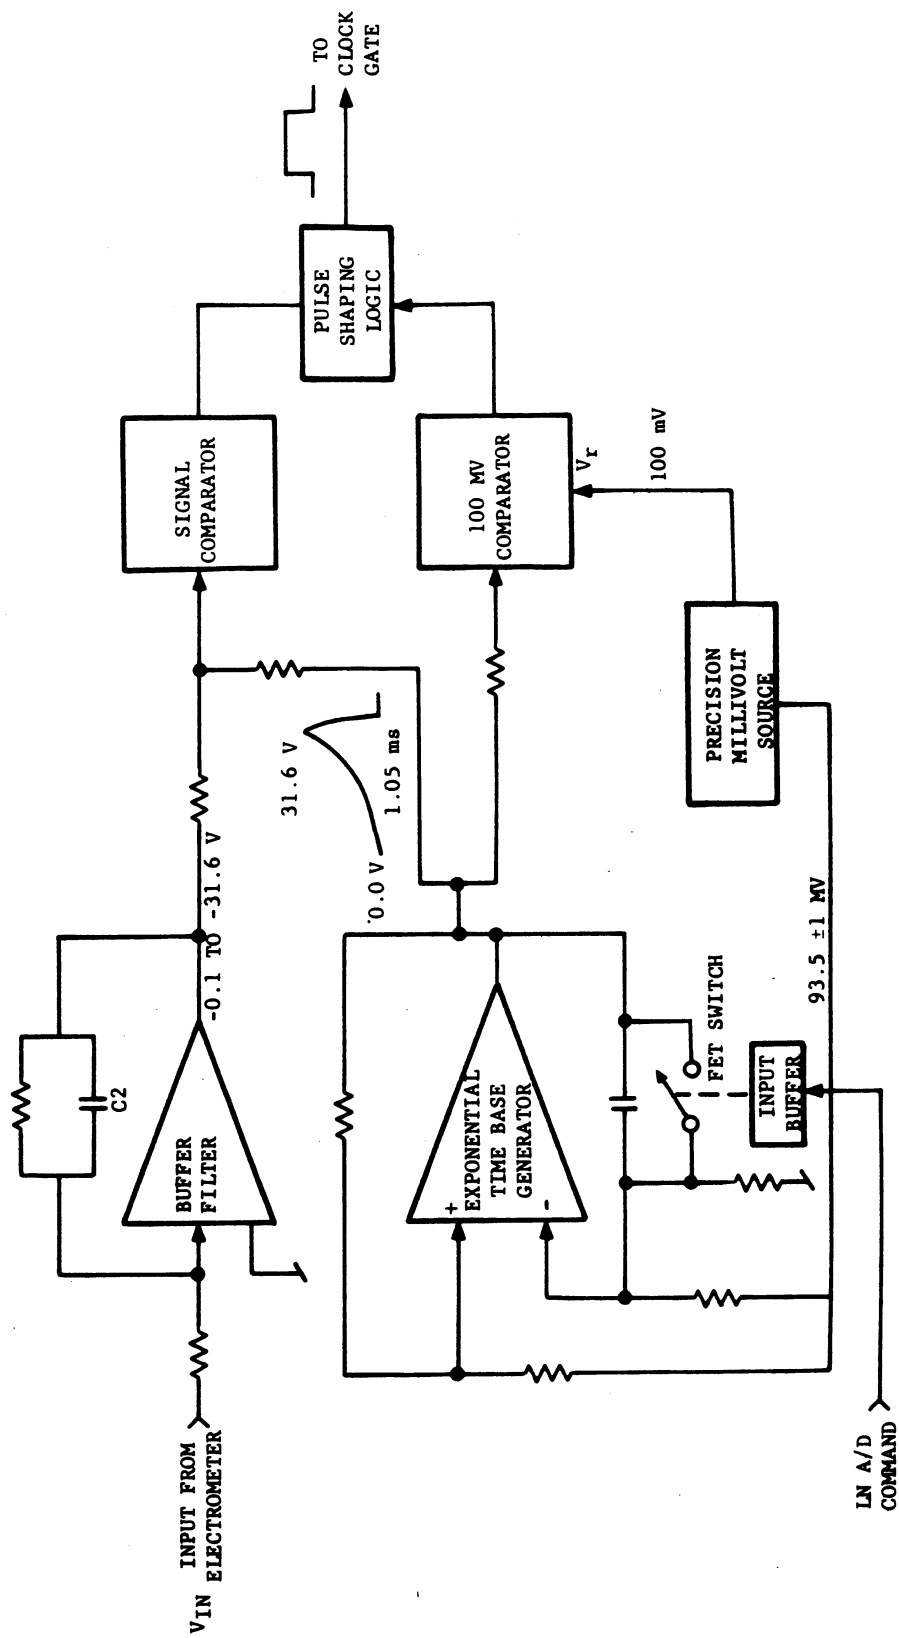 TO
CLOCK
GATE
PULSE
SHAPING
LOGIC
SIGNAL
COMPARATOR
100 MV
COMPARATOR
Vr
100 mV
31.6 V
1.05 ms
0.0 V
PRECISION
MILLIVOLT
SOURCE
-0.1 TO -31.6 V
93.5 ±1 MV
C2
BUFFER
FILTER
EXPONENTIAL
TIME BASE
GENERATOR
+
-
FET SWITCH
INPUT
BUFFER
INPUT FROM
VIN ELECTROMETER
LN A/D
COMMAND